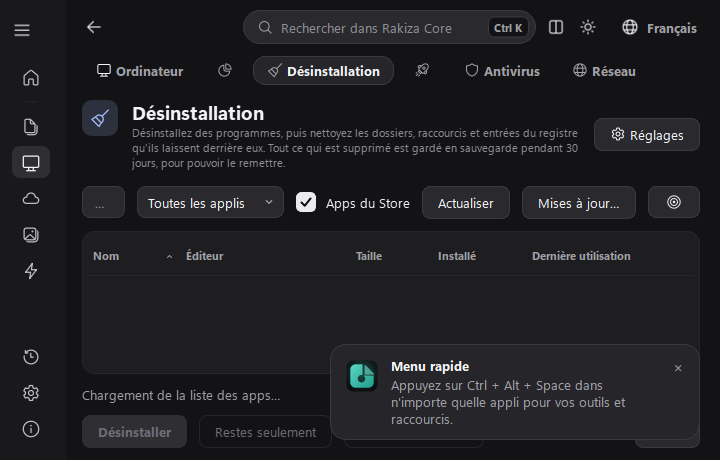 Rechercher dans Rakiza Core
Ctrl K
Français
Ordinateur
Désinstallation
Antivirus
Réseau
Désinstallation
Désinstallez des programmes, puis nettoyez les dossiers, raccourcis et entrées du registre
qu'ils laissent derrière eux. Tout ce qui est supprimé est gardé en sauvegarde pendant 30
jours, pour pouvoir le remettre.
Réglages
...
Toutes les applis
Apps du Store
Actualiser
Mises à jour...
Nom
Éditeur
Taille
Installé
Dernière utilisation
Menu rapide
Appuyez sur Ctrl + Alt + Space dans
n'importe quelle appli pour vos outils et
raccourcis.
Chargement de la liste des apps...
Désinstaller
Restes seulement